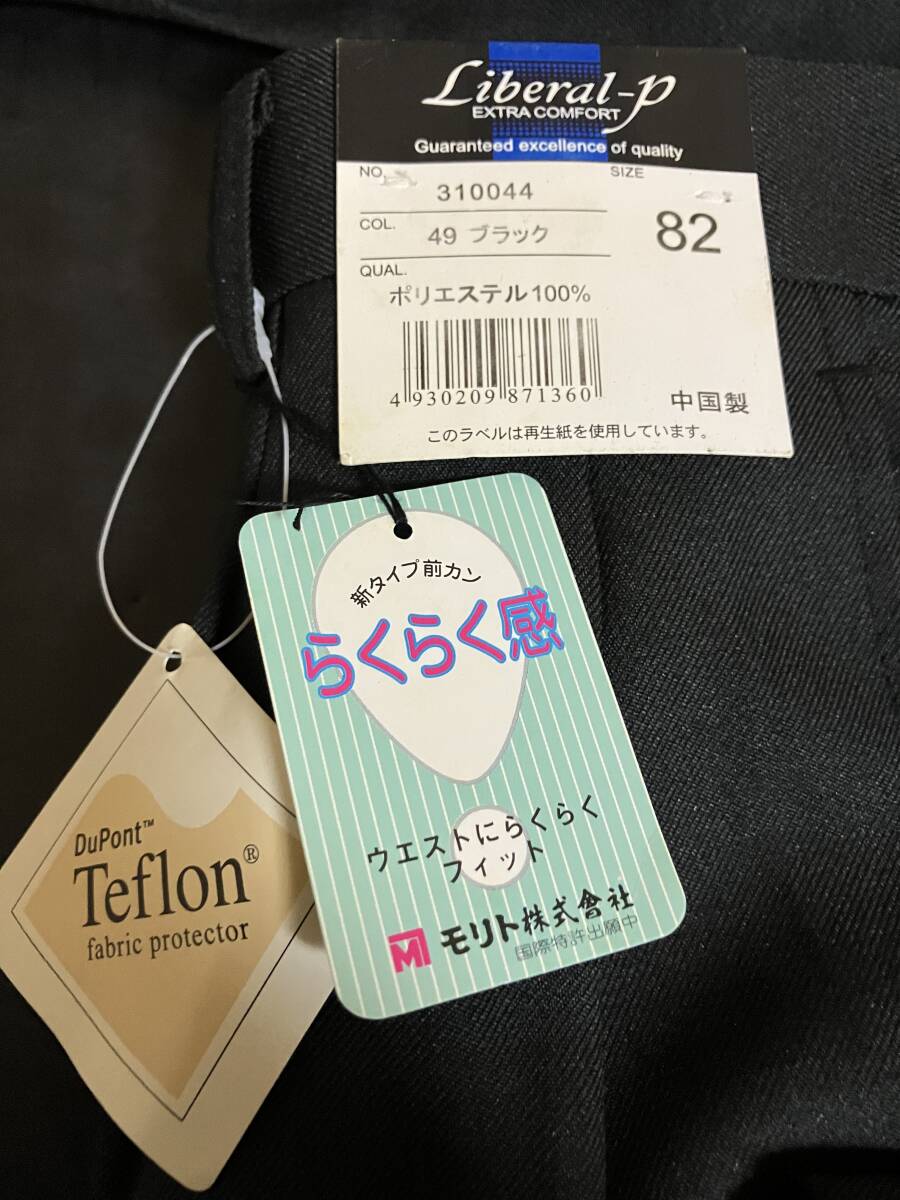 Liberal-P
EXTRA COMFORT
Guaranteed excellence of quality
NO. 310044
SIZE 82
COL. 49 ブラック
QUAL.
ポリエステル100%
4 930209 871360
中国製
このラベルは再生紙を使用しています。
新タイプ前カン
らくらく感
ウエストにらくらく
フィット
M モリト株式會社
国際特許出願中
DuPont™
Teflon®
fabric protector